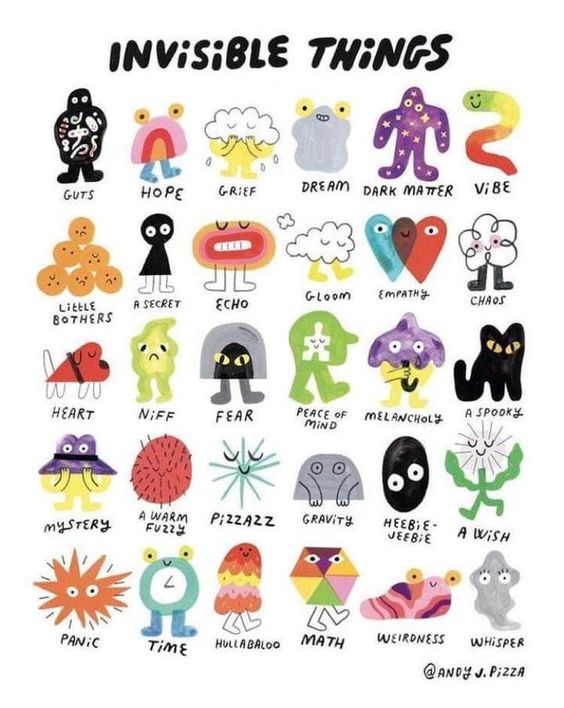 INViSiBLE THiNGS
GUTS
HOPE
GRiEF
DREAM
DARK MATTER
ViBE
LittLE
BOTHERS
A SECRET
ECHO
GLOOM
EMPATHy
CHAOS
HEART
NiFF
FEAR
PEACE OF
MiND
MELANCHOLy
A SPOOKy
MySTERy
A WARM
FUZZy
PiZZAZZ
GRAViTy
HEEBiE-
JEEBiE
A WiSH
PANiC
TiME
HULLABALOO
MATH
WEiRDNESS
WHiSPER
@ANDy J. PiZZA